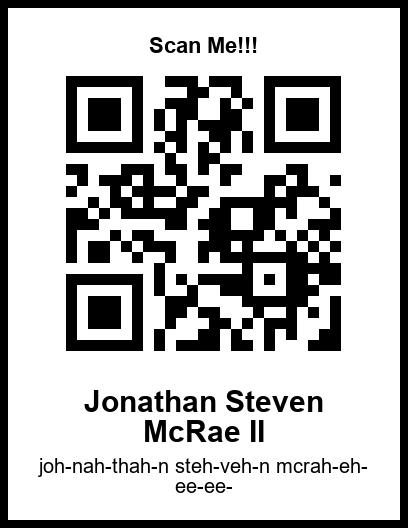 Scan Me!!!
Jonathan Steven
McRae II
joh-nah-thah-n steh-veh-n mcrah-eh-
ee-ee-